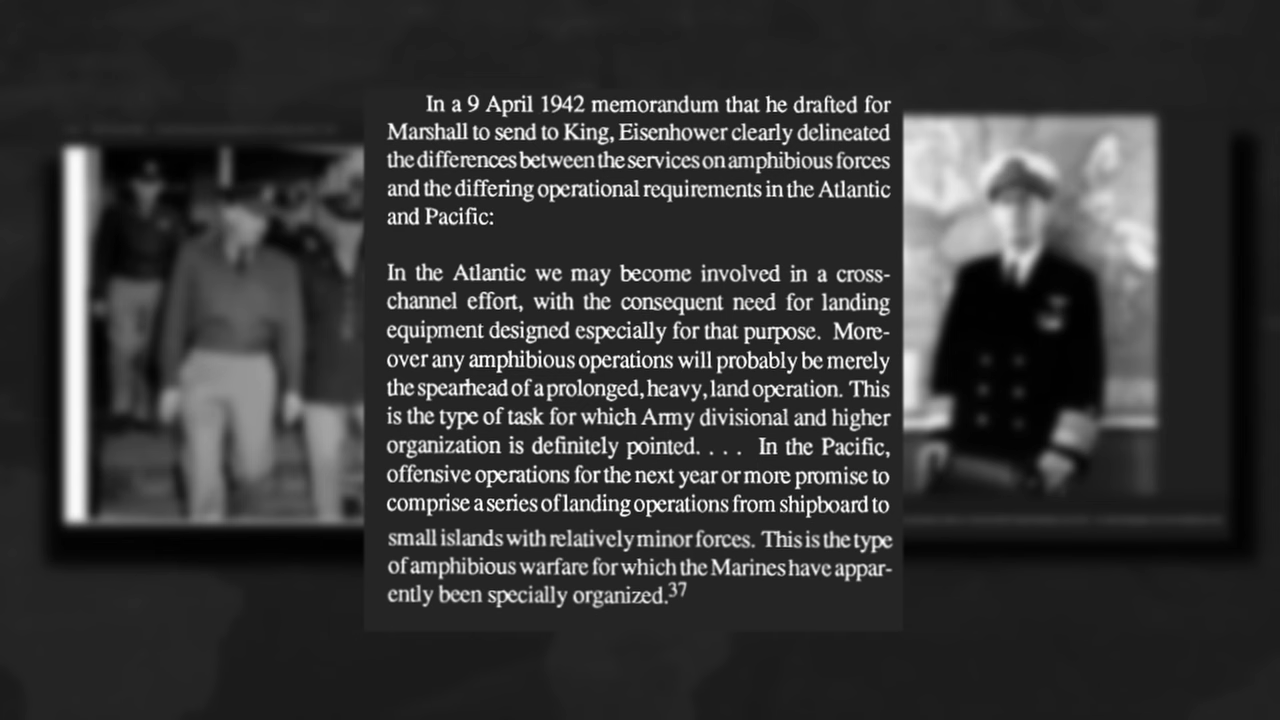 In a 9 April 1942 memorandum that he drafted for
Marshall to send to King, Eisenhower clearly delineated
the differences between the services on amphibious forces
and the differing operational requirements in the Atlantic
and Pacific:
In the Atlantic we may become involved in a cross-
channel effort, with the consequent need for landing
equipment designed especially for that purpose. More-
over any amphibious operations will probably be merely
the spearhead of a prolonged, heavy, land operation. This
is the type of task for which Army divisional and higher
organization is definitely pointed. . . . In the Pacific,
offensive operations for the next year or more promise to
comprise a series of landing operations from shipboard to
small islands with relatively minor forces. This is the type
of amphibious warfare for which the Marines have appar-
ently been specially organized.37